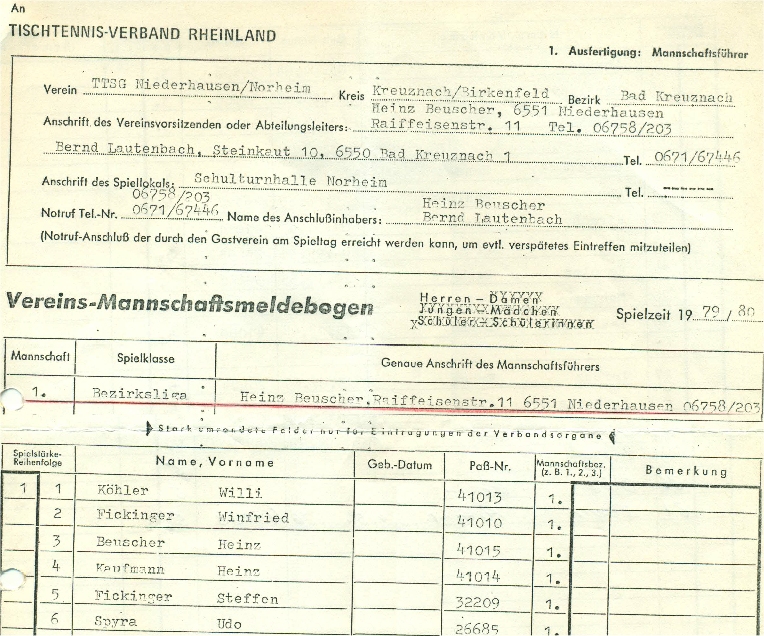 An
TISCHTENNIS-VERBAND RHEINLAND
1. Ausfertigung: Mannschaftsführer
Verein TTSG Niederhausen/Norheim Kreis Kreuznach/Birkenfeld Bezirk Bad Kreuznach
Heinz Beuscher, 6551 Niederhausen
Anschrift des Vereinsvorsitzenden oder Abteilungsleiters: Raiffeisenstr. 11 Tel. 06758/203
Bernd Lautenbach, Steinkaut 10, 6550 Bad Kreuznach 1 Tel. 0671/67446
Anschrift des Spiellokals: Schulturnhalle Norheim Tel. ------
06758/203 Heinz Beuscher
Notruf Tel.-Nr. 0671/67446 Name des Anschlußinhabers: Bernd Lautenbach
(Notruf-Anschluß der durch den Gastverein am Spieltag erreicht werden kann, um evtl. verspätetes Eintreffen mitzuteilen)
Vereins-Mannschaftsmeldebogen
Herren – Damen
Jungen – Mädchen
Schüler – Schülerinnen
Spielzeit 19 79 / 80
Mannschaft Spielklasse Genaue Anschrift des Mannschaftsführers
1. Bezirksliga Heinz Beuscher,Raiffeisenstr.11 6551 Niederhausen 06758/203
Stark umrandete Felder nur für Eintragungen der Verbandsorgane
Spielstärke-Reihenfolge Name, Vorname Geb.-Datum Paß-Nr. Mannschaftsbez. (z. B. 1., 2., 3.) Bemerkung
1 1 Köhler Willi 41013 1.
2 Fickinger Winfried 41010 1.
3 Beuscher Heinz 41015 1.
4 Kaufmann Heinz 41014 1.
5 Fickinger Steffen 32209 1.
6 Spyra Udo 26685 1.